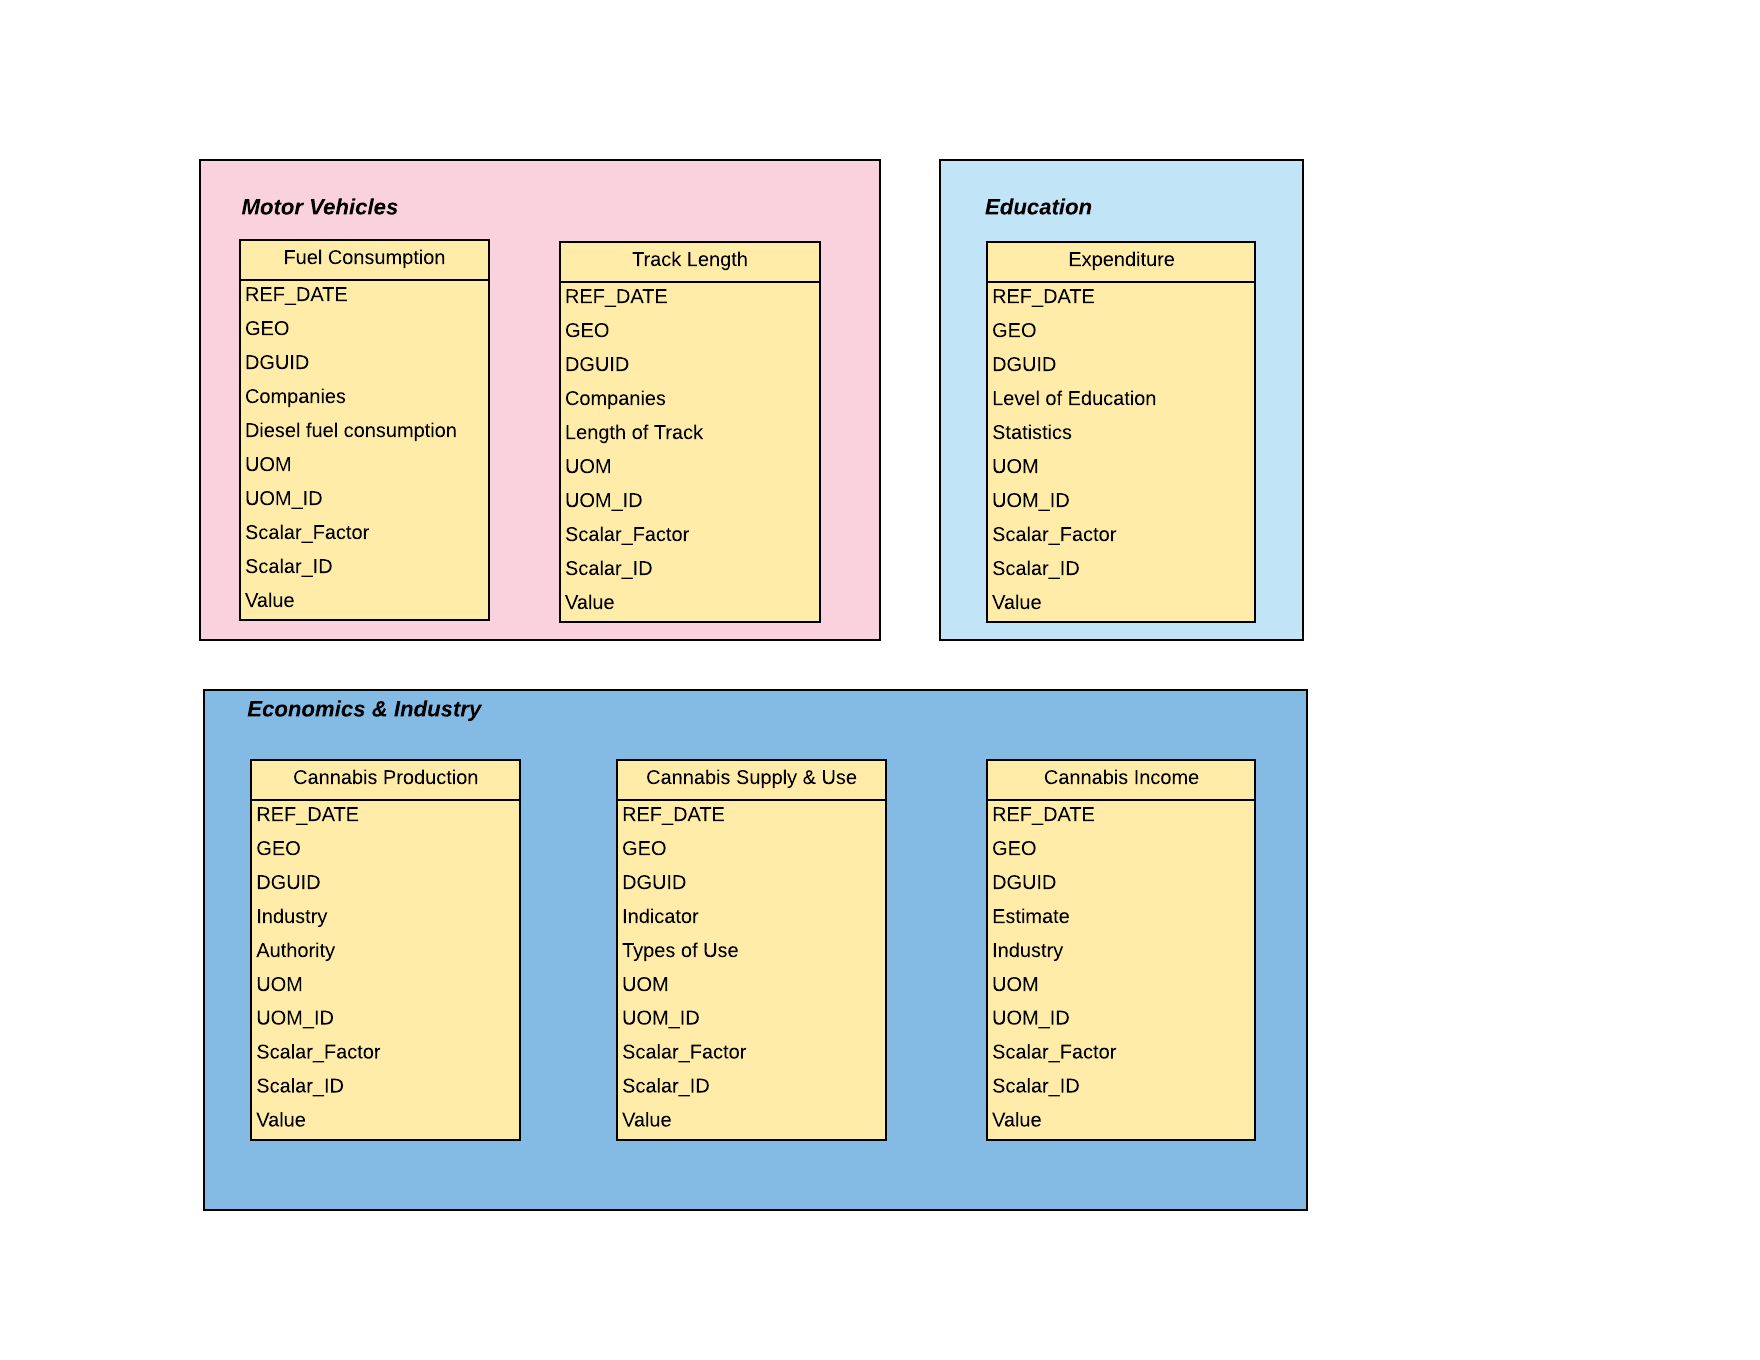 Motor Vehicles
Fuel Consumption
REF_DATE
GEO
DGUID
Companies
Diesel fuel consumption
UOM
UOM_ID
Scalar_Factor
Scalar_ID
Value
Track Length
REF_DATE
GEO
DGUID
Companies
Length of Track
UOM
UOM_ID
Scalar_Factor
Scalar_ID
Value
Education
Expenditure
REF_DATE
GEO
DGUID
Level of Education
Statistics
UOM
UOM_ID
Scalar_Factor
Scalar_ID
Value
Economics & Industry
Cannabis Production
REF_DATE
GEO
DGUID
Industry
Authority
UOM
UOM_ID
Scalar_Factor
Scalar_ID
Value
Cannabis Supply & Use
REF_DATE
GEO
DGUID
Indicator
Types of Use
UOM
UOM_ID
Scalar_Factor
Scalar_ID
Value
Cannabis Income
REF_DATE
GEO
DGUID
Estimate
Industry
UOM
UOM_ID
Scalar_Factor
Scalar_ID
Value